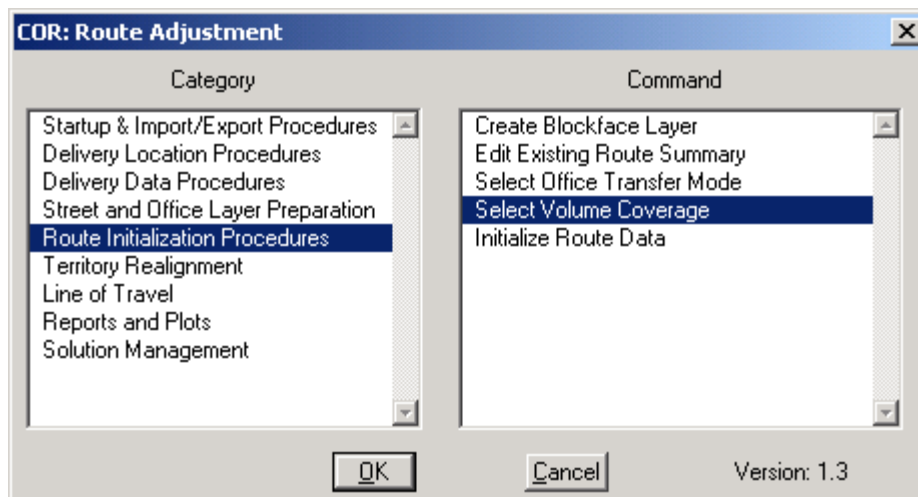 COR: Route Adjustment
Category
Command
Startup & Import/Export Procedures
Delivery Location Procedures
Delivery Data Procedures
Street and Office Layer Preparation
Route Initialization Procedures
Territory Realignment
Line of Travel
Reports and Plots
Solution Management
Create Blockface Layer
Edit Existing Route Summary
Select Office Transfer Mode
Select Volume Coverage
Initialize Route Data
OK
Cancel
Version: 1.3